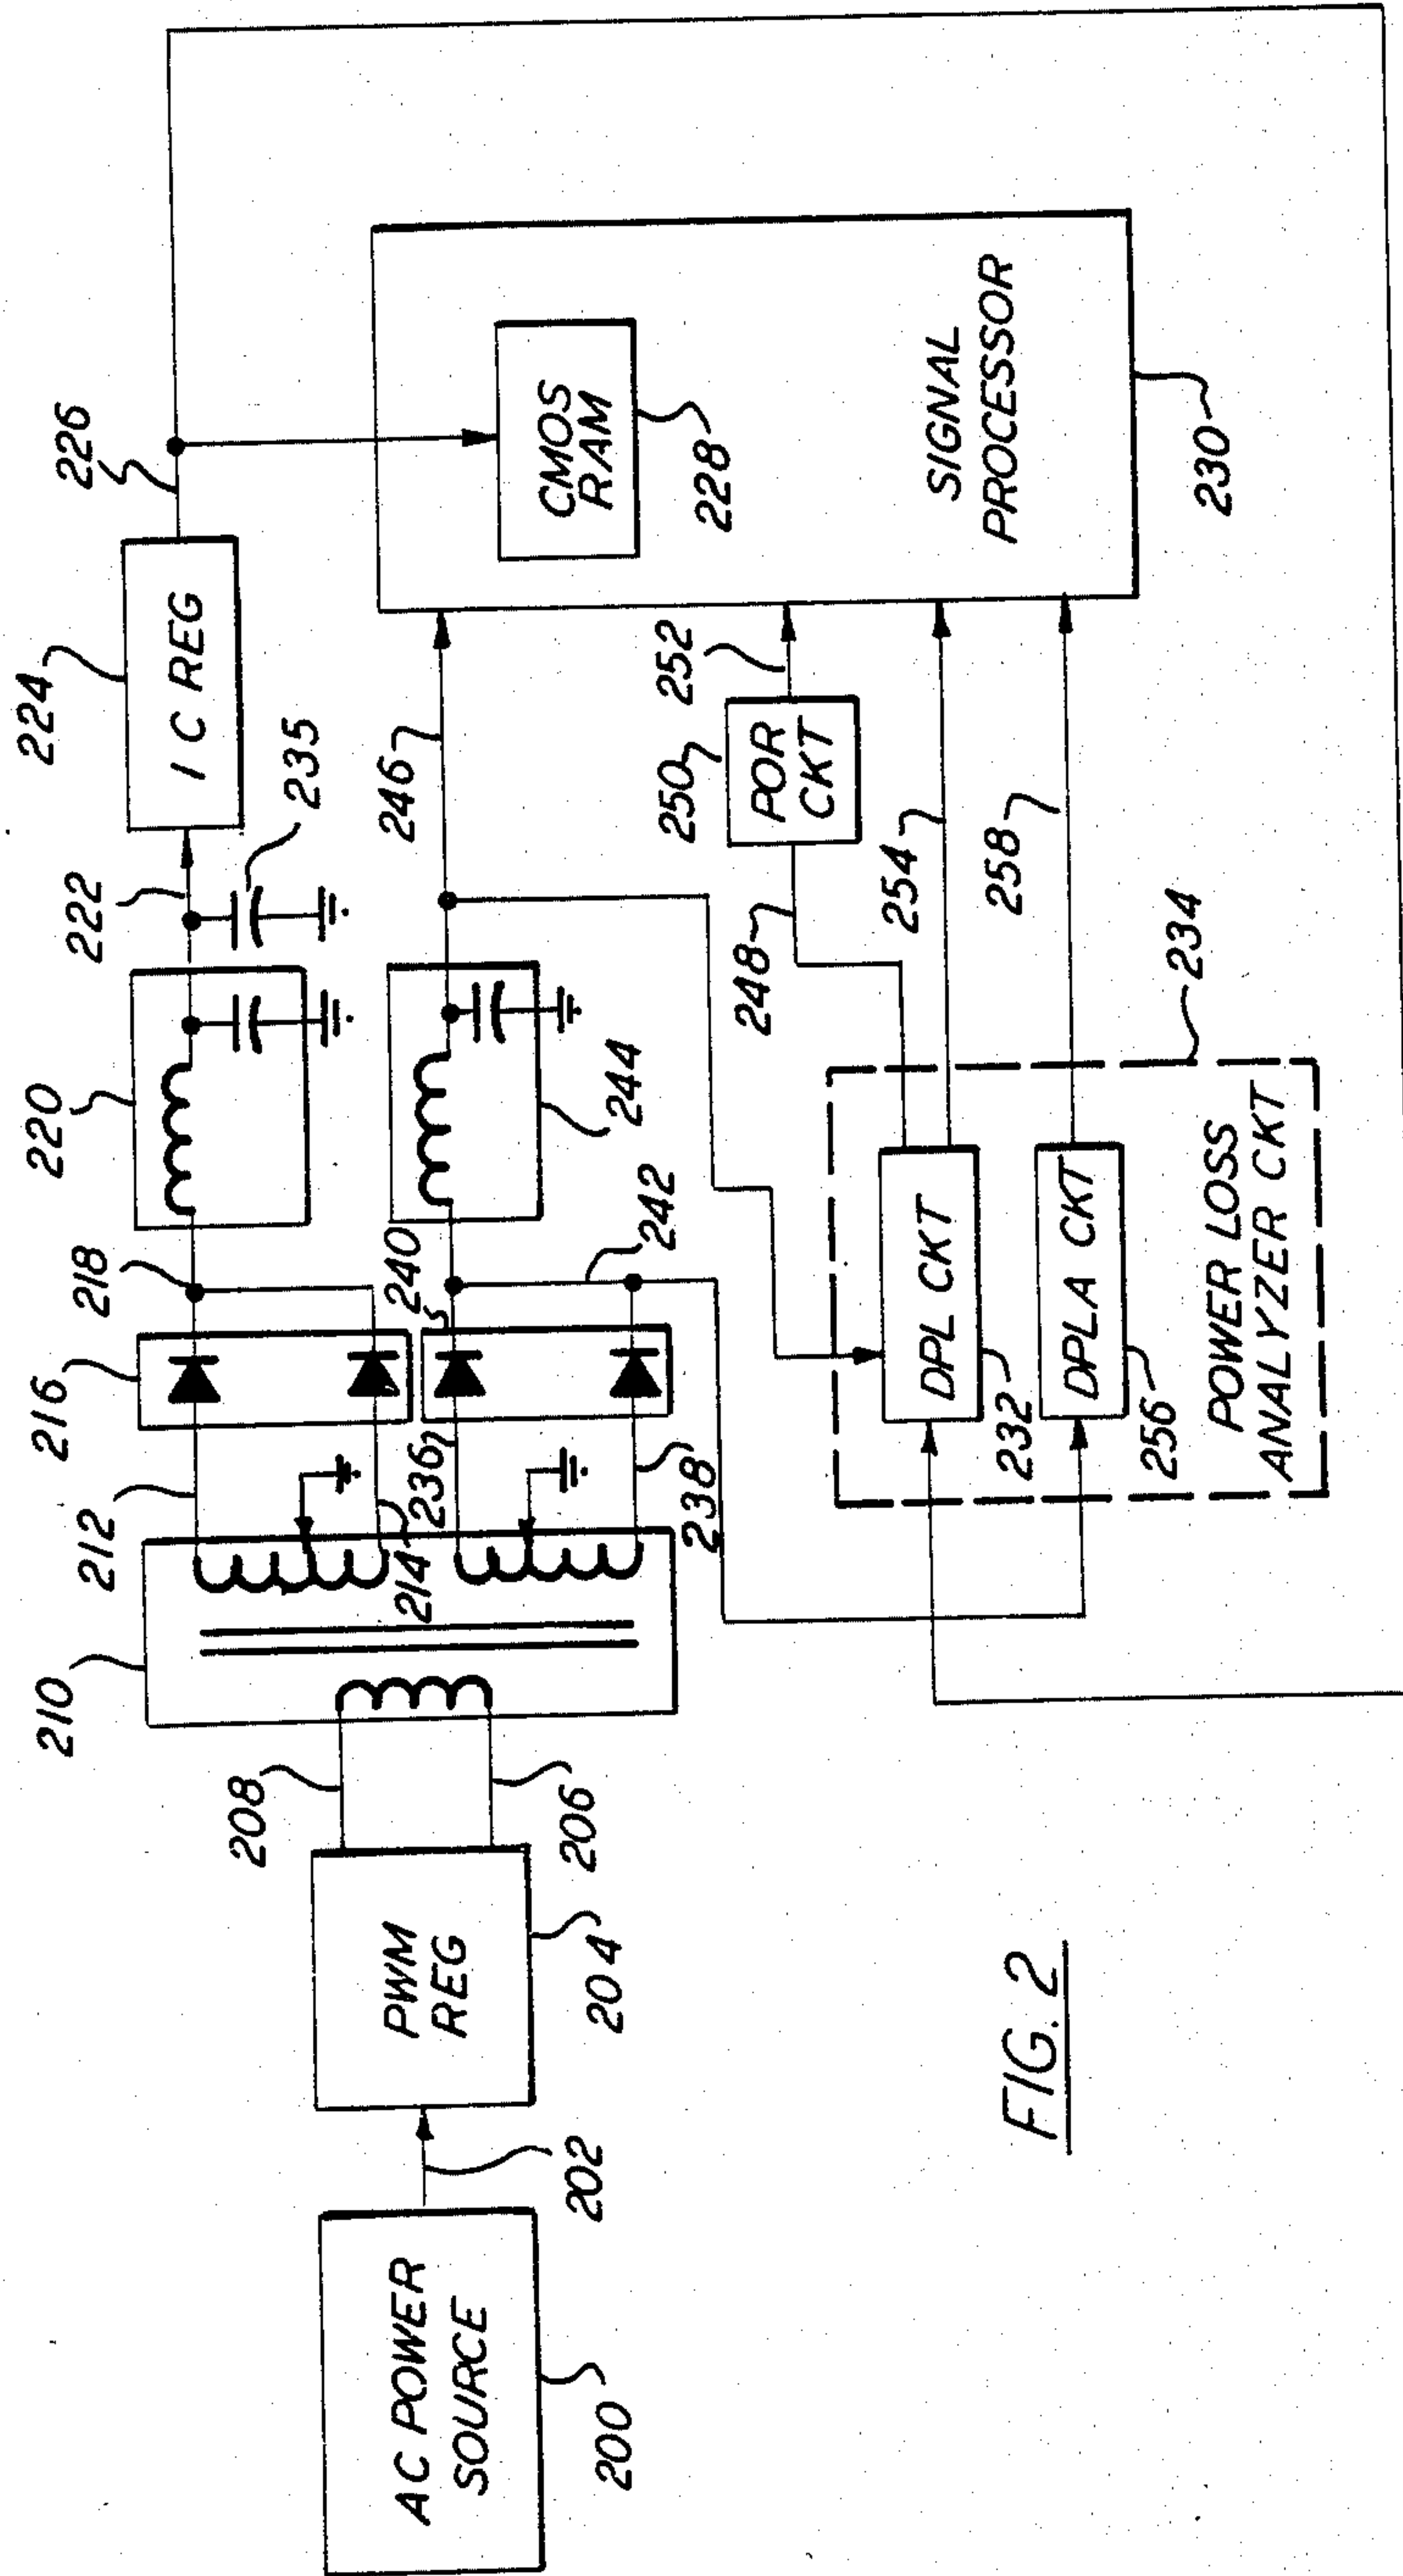 AC POWER
SOURCE
200
202
PWM
REG
204
208
206
210
212
214
216
218
236
238
240
242
220
222
235
224
I C REG
226
244
246
CMOS
RAM
228
SIGNAL
PROCESSOR
230
248
250
POR
CKT
252
254
258
DPL CKT
232
DPLA CKT
256
POWER LOSS
ANALYZER CKT
234
FIG. 2